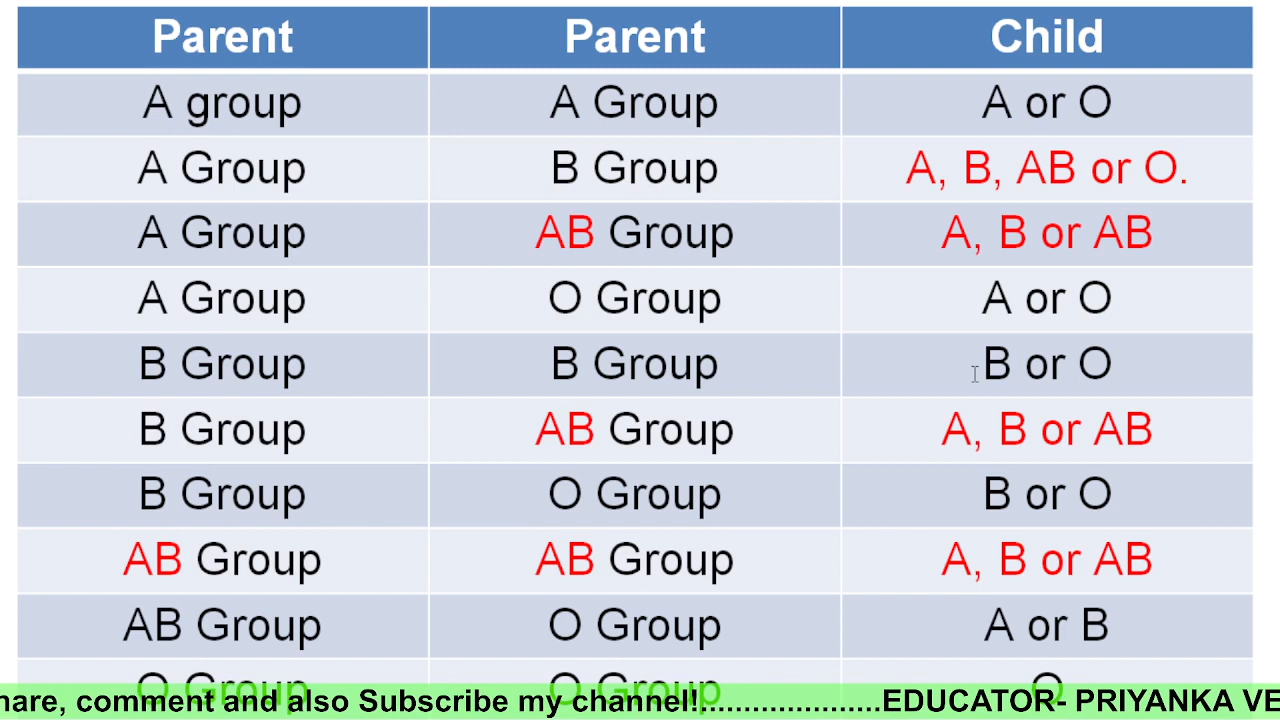 Parent Parent Child
A group A Group A or O
A Group B Group A, B, AB or O.
A Group AB Group A, B or AB
A Group O Group A or O
B Group B Group B or O
B Group AB Group A, B or AB
B Group O Group B or O
AB Group AB Group A, B or AB
AB Group O Group A or B
O Group O Group O
hare, comment and also Subscribe my channel!.....................EDUCATOR- PRIYANKA VE